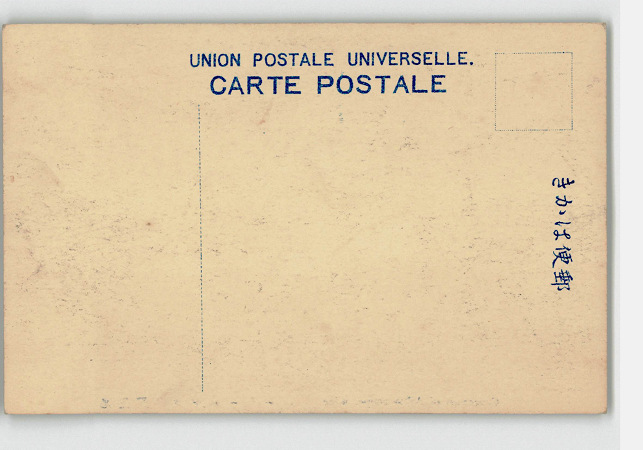 UNION POSTALE UNIVERSELLE.
CARTE POSTALE
きかは便郵